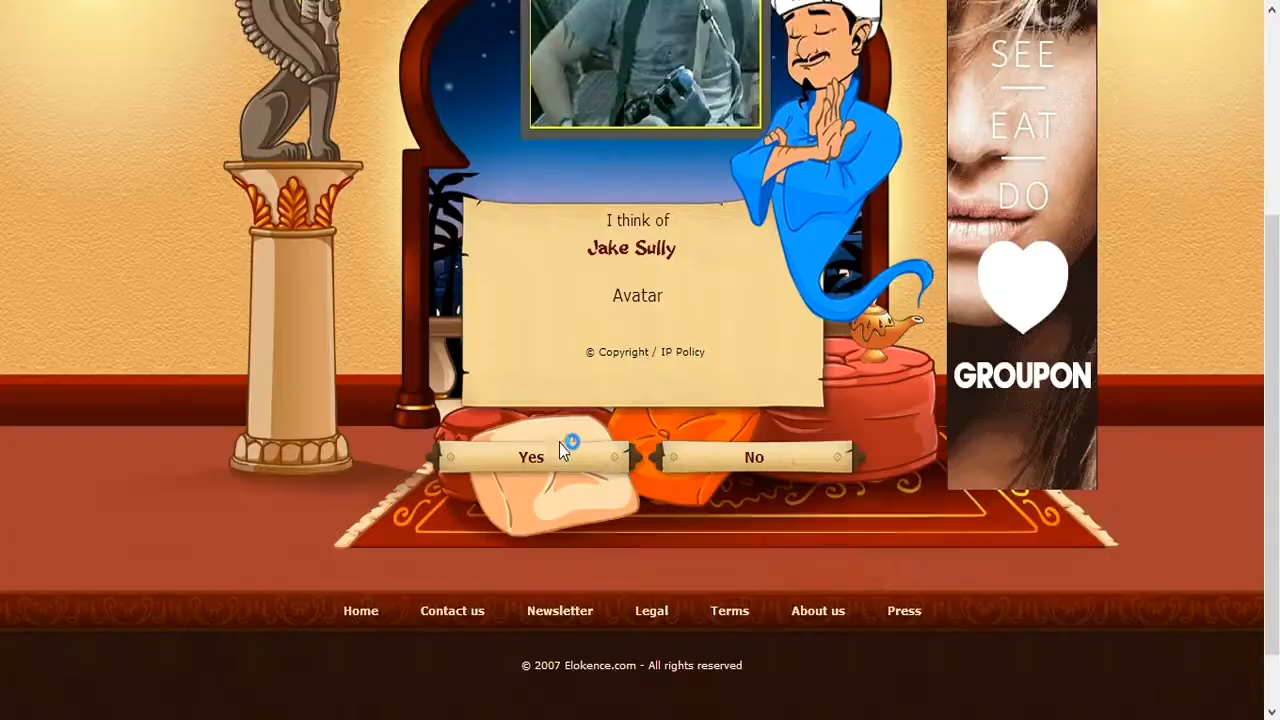 SEE
EAT
DO
GROUPON
I think of
Jake Sully
Avatar
© Copyright / IP Policy
Yes
No
Home
Contact us
Newsletter
Legal
Terms
About us
Press
© 2007 Elokence.com - All rights reserved